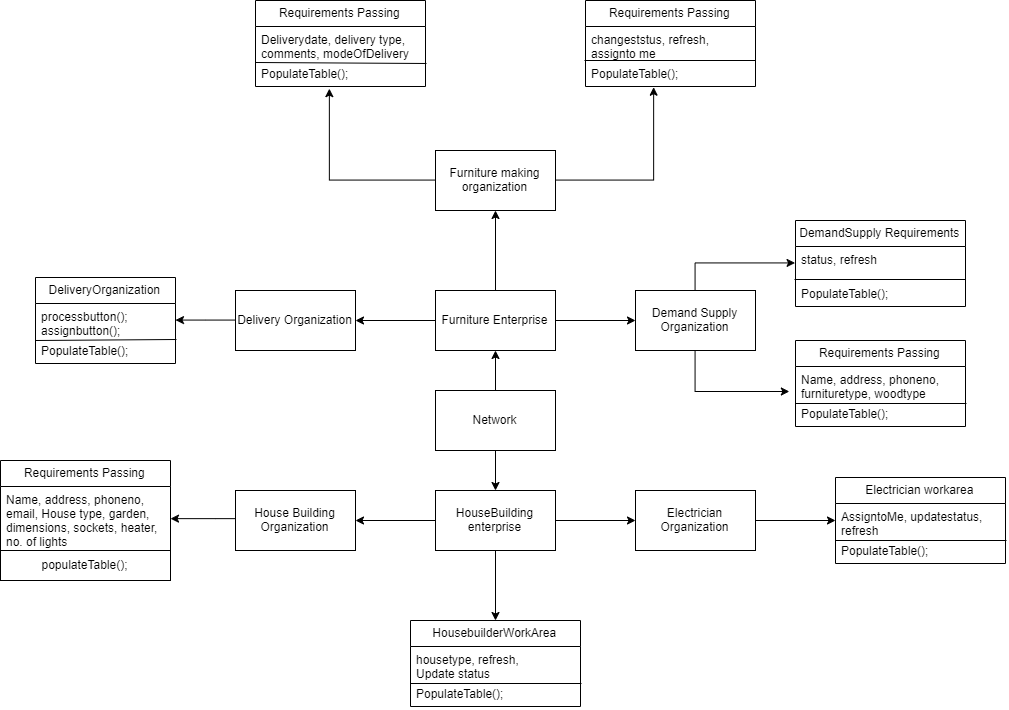 Requirements Passing
Deliverydate, delivery type,
comments, modeOfDelivery
PopulateTable();
Requirements Passing
changeststus, refresh,
assignto me
PopulateTable();
Furniture making
organization
DemandSupply Requirements
status, refresh
PopulateTable();
DeliveryOrganization
processbutton();
assignbutton();
PopulateTable();
Delivery Organization
Furniture Enterprise
Demand Supply
Organization
Requirements Passing
Name, address, phoneno,
furnituretype, woodtype
PopulateTable();
Network
Requirements Passing
Name, address, phoneno,
email, House type, garden,
dimensions, sockets, heater,
no. of lights
populateTable();
House Building
Organization
HouseBuilding
enterprise
Electrician
Organization
Electrician workarea
AssigntoMe, updatestatus,
refresh
PopulateTable();
HousebuilderWorkArea
housetype, refresh,
Update status
PopulateTable();